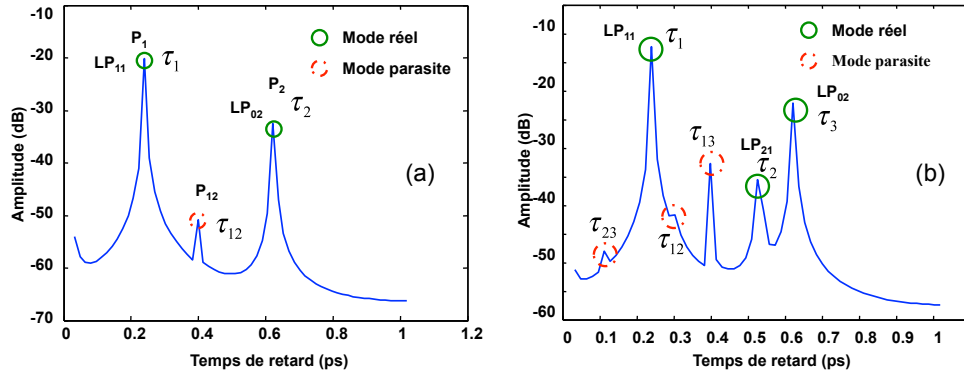 -10
-20
-30
-40
-50
-60
-70
Amplitude (dB)
0
0.2
0.4
0.6
0.8
1
1.2
Temps de retard (ps)
P1
LP11
τ1
P2
LP02
τ2
P12
τ12
Mode réel
Mode parasite
(a)
-10
-20
-30
-40
-50
-60
Amplitude (dB)
0
0.1
0.2
0.3
0.4
0.5
0.6
0.7
0.8
0.9
1
Temps de retard (ps)
LP11
τ1
Mode réel
Mode parasite
LP02
τ3
τ13
LP21
τ2
τ23
τ12
(b)